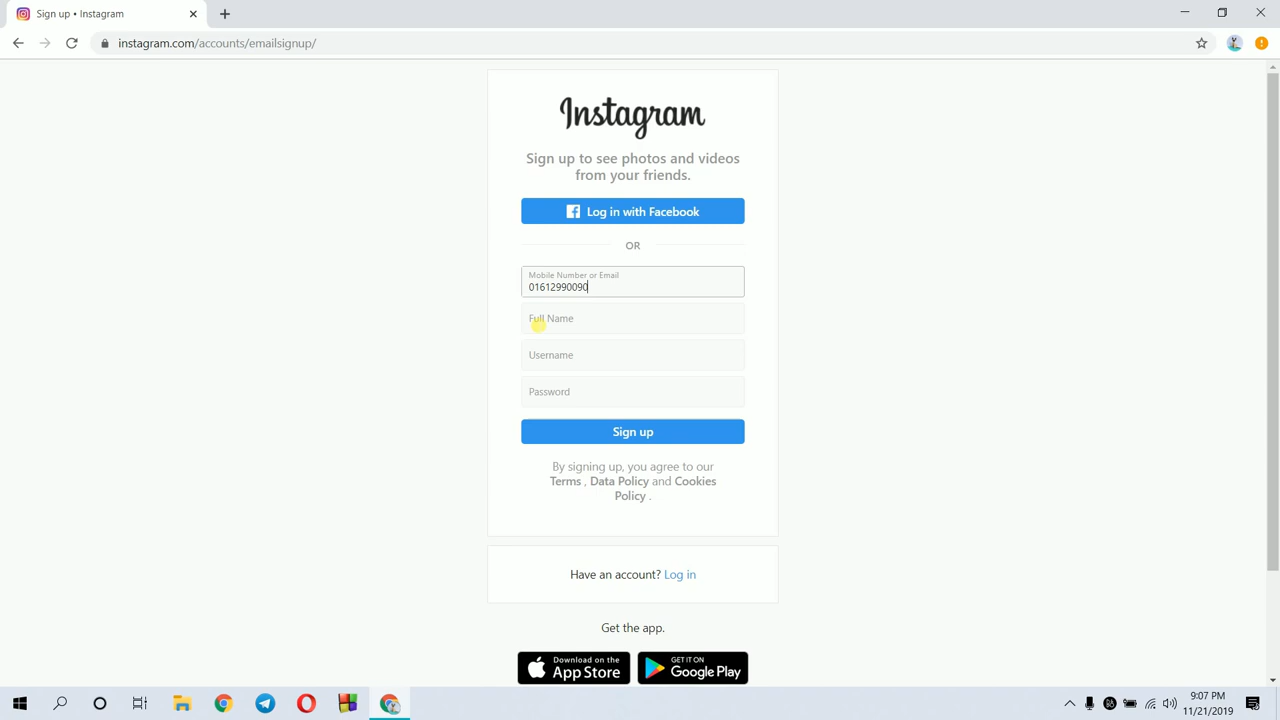 Sign up • Instagram
instagram.com/accounts/emailsignup/
Instagram
Sign up to see photos and videos
from your friends.
Log in with Facebook
OR
Mobile Number or Email
01612990090
Full Name
Username
Password
Sign up
By signing up, you agree to our
Terms , Data Policy and Cookies
Policy .
Have an account? Log in
Get the app.
Download on the
App Store
GET IT ON
Google Play
9:07 PM
11/21/2019